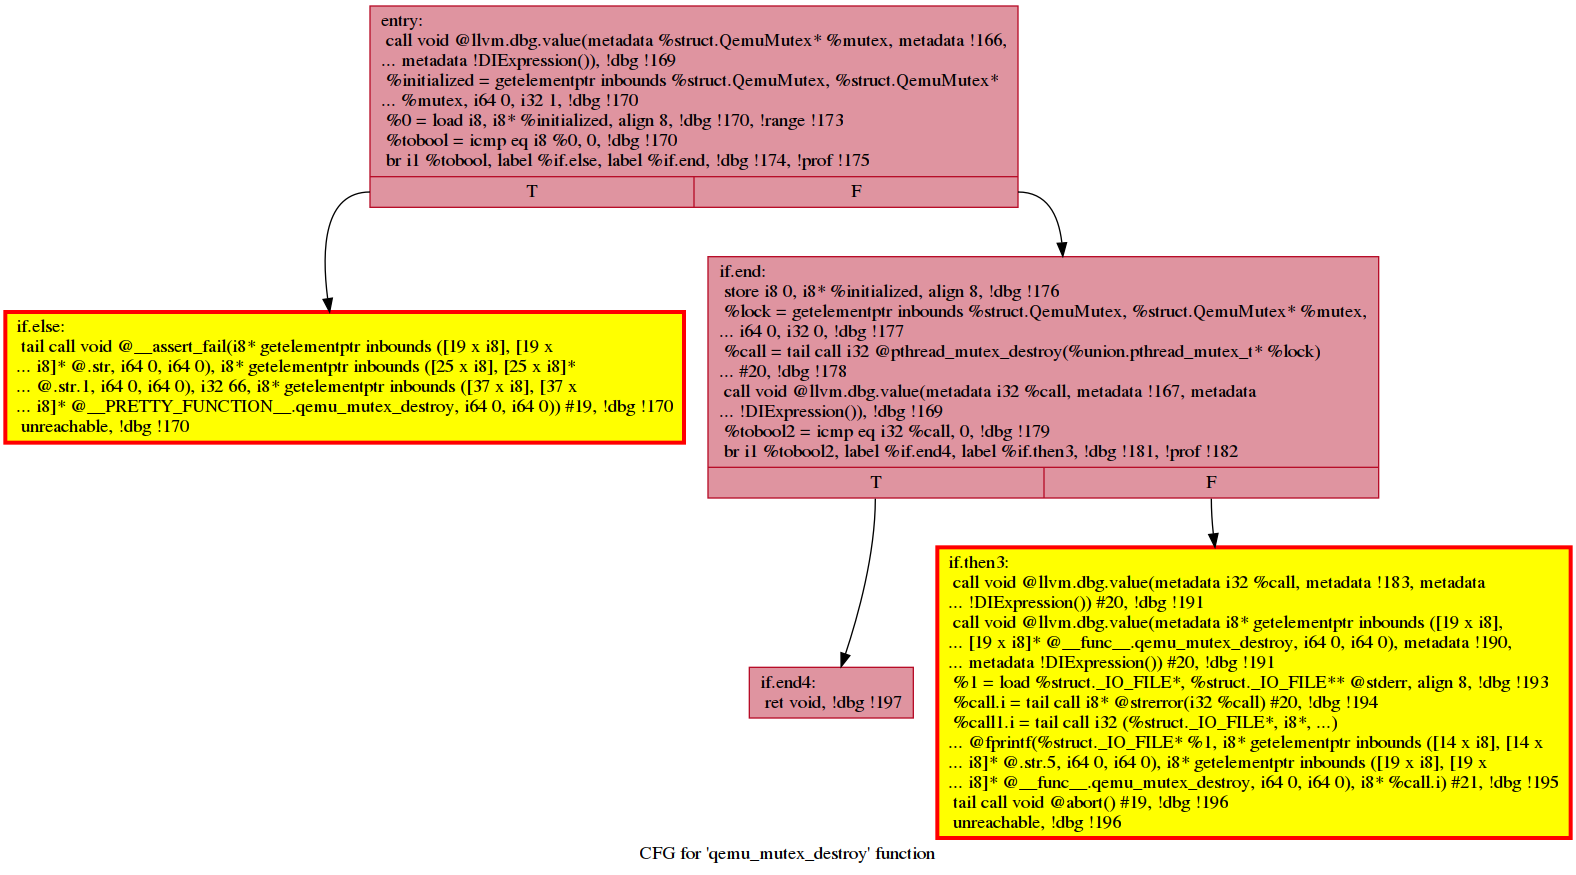 entry:
call void @llvm.dbg.value(metadata %struct.QemuMutex* %mutex, metadata !166,
... metadata !DIExpression()), !dbg !169
%initialized = getelementptr inbounds %struct.QemuMutex, %struct.QemuMutex*
... %mutex, i64 0, i32 1, !dbg !170
%0 = load i8, i8* %initialized, align 8, !dbg !170, !range !173
%tobool = icmp eq i8 %0, 0, !dbg !170
br i1 %tobool, label %if.else, label %if.end, !dbg !174, !prof !175
T F
if.else:
tail call void @__assert_fail(i8* getelementptr inbounds ([19 x i8], [19 x
... i8]* @.str, i64 0, i64 0), i8* getelementptr inbounds ([25 x i8], [25 x i8]*
... @.str.1, i64 0, i64 0), i32 66, i8* getelementptr inbounds ([37 x i8], [37 x
... i8]* @__PRETTY_FUNCTION__.qemu_mutex_destroy, i64 0, i64 0)) #19, !dbg !170
unreachable, !dbg !170
if.end:
store i8 0, i8* %initialized, align 8, !dbg !176
%lock = getelementptr inbounds %struct.QemuMutex, %struct.QemuMutex* %mutex,
... i64 0, i32 0, !dbg !177
%call = tail call i32 @pthread_mutex_destroy(%union.pthread_mutex_t* %lock)
... #20, !dbg !178
call void @llvm.dbg.value(metadata i32 %call, metadata !167, metadata
... !DIExpression()), !dbg !169
%tobool2 = icmp eq i32 %call, 0, !dbg !179
br i1 %tobool2, label %if.end4, label %if.then3, !dbg !181, !prof !182
T F
if.end4:
ret void, !dbg !197
if.then3:
call void @llvm.dbg.value(metadata i32 %call, metadata !183, metadata
... !DIExpression()) #20, !dbg !191
call void @llvm.dbg.value(metadata i8* getelementptr inbounds ([19 x i8],
... [19 x i8]* @__func__.qemu_mutex_destroy, i64 0, i64 0), metadata !190,
... metadata !DIExpression()) #20, !dbg !191
%1 = load %struct._IO_FILE*, %struct._IO_FILE** @stderr, align 8, !dbg !193
%call.i = tail call i8* @strerror(i32 %call) #20, !dbg !194
%call1.i = tail call i32 (%struct._IO_FILE*, i8*, ...)
... @fprintf(%struct._IO_FILE* %1, i8* getelementptr inbounds ([14 x i8], [14 x
... i8]* @.str.5, i64 0, i64 0), i8* getelementptr inbounds ([19 x i8], [19 x
... i8]* @__func__.qemu_mutex_destroy, i64 0, i64 0), i8* %call.i) #21, !dbg !195
tail call void @abort() #19, !dbg !196
unreachable, !dbg !196
CFG for 'qemu_mutex_destroy' function